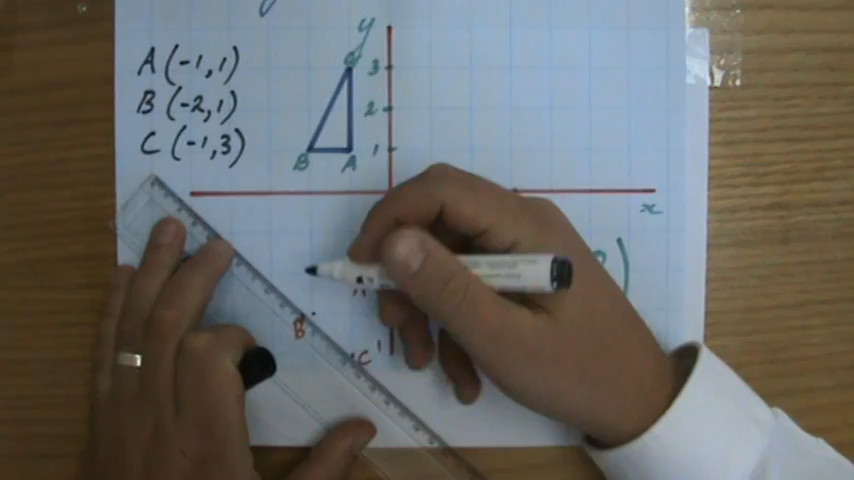 A (-1,1)
B (-2,1)
C (-1,3)
y
C 3
2
B A 1
x
A'
)
B'
C'